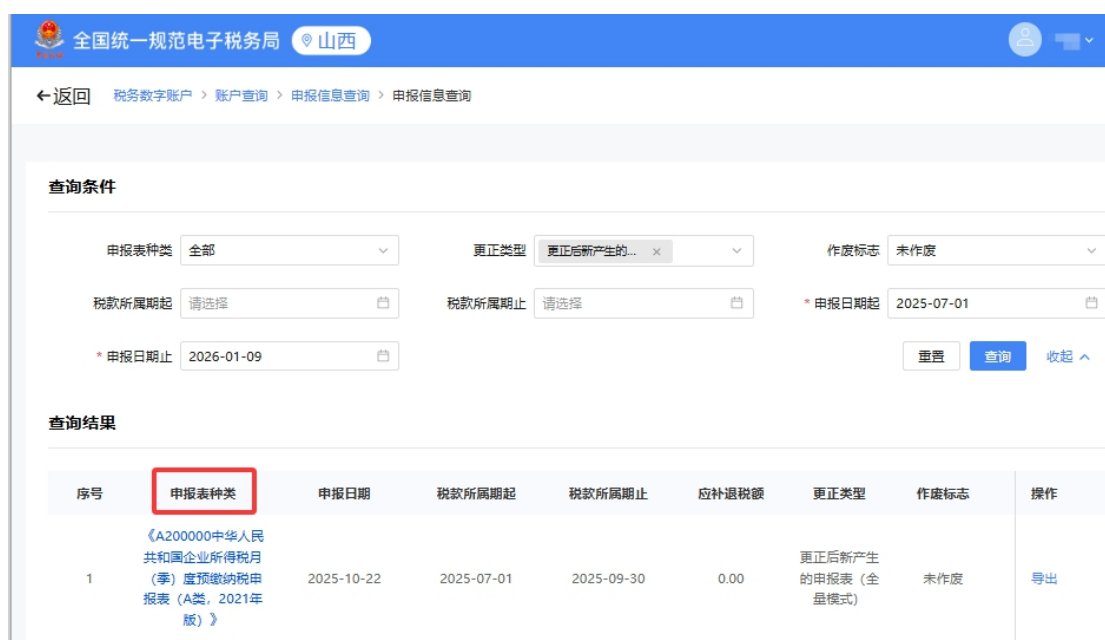 全国统一规范电子税务局 山西
返回 税务数字账户 > 账户查询 > 申报信息查询 > 申报信息查询
查询条件
申报表种类 全部 更正类型 更正后新产生的... × 作废标志 未作废
税款所属期起 请选择 税款所属期止 请选择 * 申报日期起 2025-07-01
* 申报日期止 2026-01-09 重置 查询 收起
查询结果
序号 申报表种类 申报日期 税款所属期起 税款所属期止 应补退税额 更正类型 作废标志 操作
《A200000中华人民
共和国企业所得税月
(季)度预缴纳税申
报表(A类,2021年
版)》
1 2025-10-22 2025-07-01 2025-09-30 0.00
更正后新产生
的申报表(全
量模式)
未作废 导出